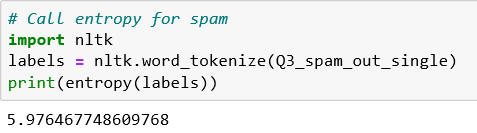 # Call entropy for spam
import nltk
labels = nltk.word_tokenize(Q3_spam_out_single)
print(entropy(labels))
5.976467748609768